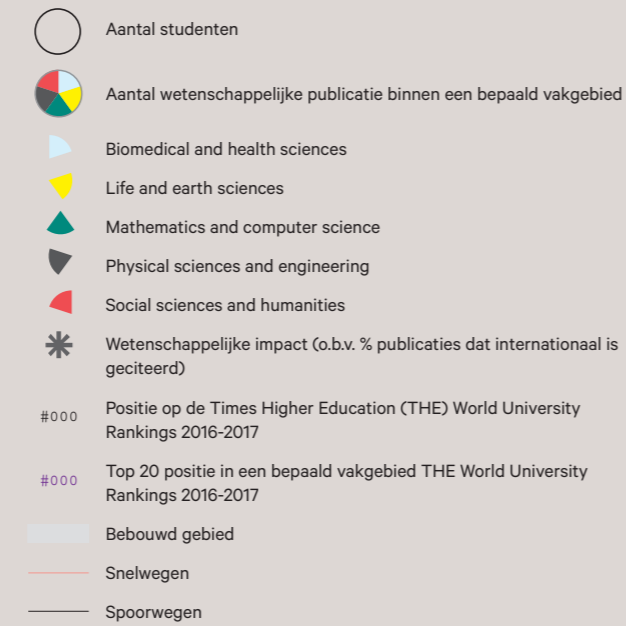 Aantal studenten
Aantal wetenschappelijke publicatie binnen een bepaald vakgebied
Biomedical and health sciences
Life and earth sciences
Mathematics and computer science
Physical sciences and engineering
Social sciences and humanities
Wetenschappelijke impact (o.b.v. % publicaties dat internationaal is
geciteerd)
#000 Positie op de Times Higher Education (THE) World University
Rankings 2016-2017
#000 Top 20 positie in een bepaald vakgebied THE World University
Rankings 2016-2017
Bebouwd gebied
Snelwegen
Spoorwegen